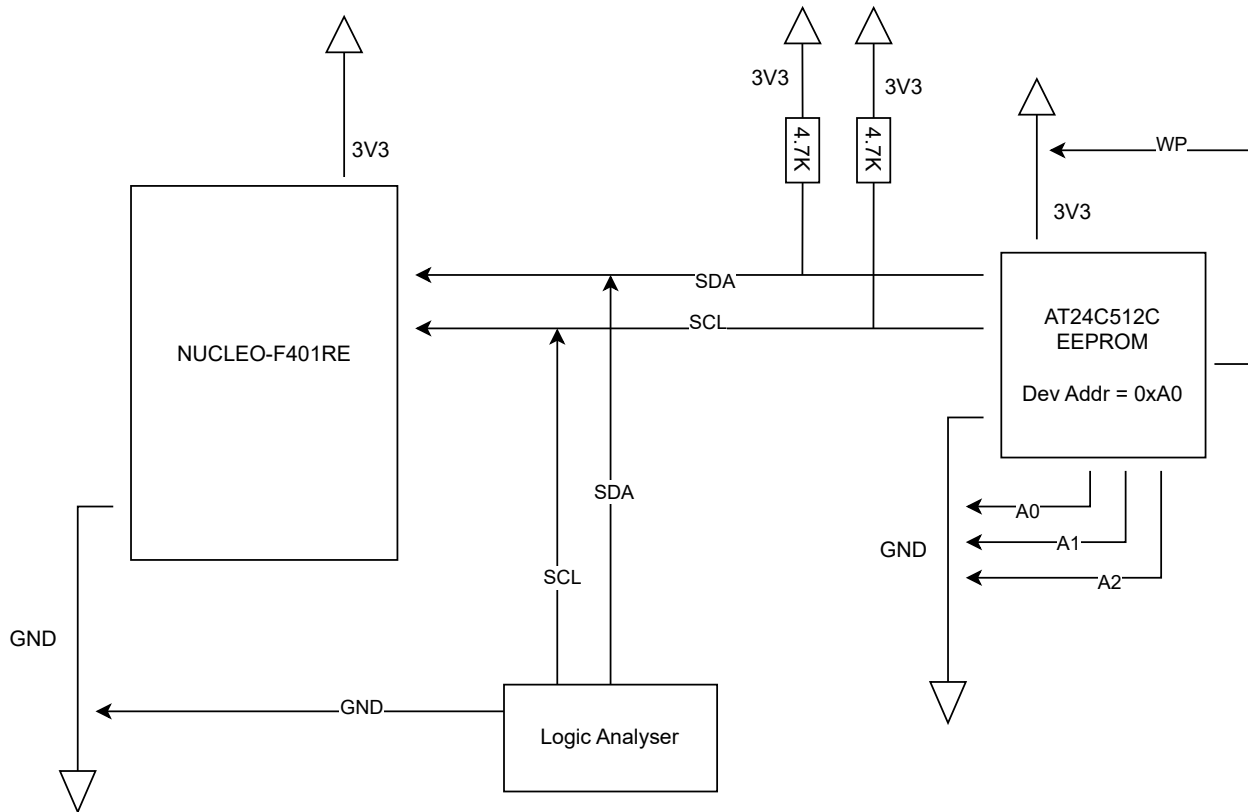 3V3
3V3
3V3
4.7K
4.7K
WP
3V3
SDA
SCL
NUCLEO-F401RE
AT24C512C
EEPROM
Dev Addr = 0xA0
SDA
A0
A1
GND
SCL
A2
GND
GND
Logic Analyser